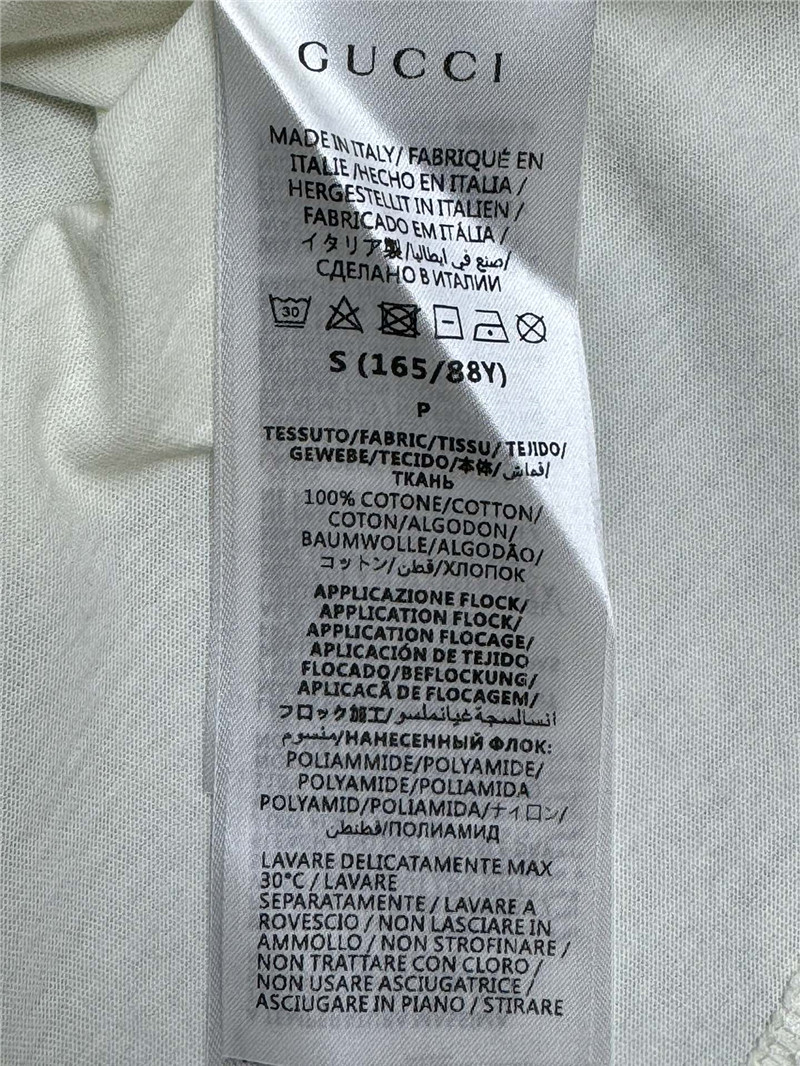 GUCCI
MADE IN ITALY/ FABRIQUÉ EN
ITALIE /HECHO EN ITALIA /
HERGESTELLIT IN ITALIEN /
FABRICADO EM ITÁLIA /
イタリア製/صنع في ايطاليا/
СДЕЛАНО В ИТАЛИИ
30
S (165/88Y)
P
TESSUTO/FABRIC/TISSU/ TEJIDO/
GEWEBE/TECIDO/本体/قماش/
ТКАНЬ
100% COTONE/COTTON/
COTON/ALGODON/
BAUMWOLLE/ALGODÃO/
コットン/قطن/ХЛОПОК
APPLICAZIONE FLOCK/
APPLICATION FLOCK/
APPLICATION FLOCAGE/
APLICACIÓN DE TEJIDO
FLOCADO/BEFLOCKUNG/
APLICACÃ DE FLOCAGEM/
フロック加工/
/НАНЕСЕННЫЙ ФЛОК:
POLIAMMIDE/POLYAMIDE/
POLYAMIDE/POLIAMIDA
POLYAMID/POLIAMIDA/ナイロン/
/ПОЛИАМИД
LAVARE DELICATAMENTE MAX
30°C / LAVARE
SEPARATAMENTE / LAVARE A
ROVESCIO / NON LASCIARE IN
AMMOLLO / NON STROFINARE /
NON TRATTARE CON CLORO /
NON USARE ASCIUGATRICE /
ASCIUGARE IN PIANO / STIRARE